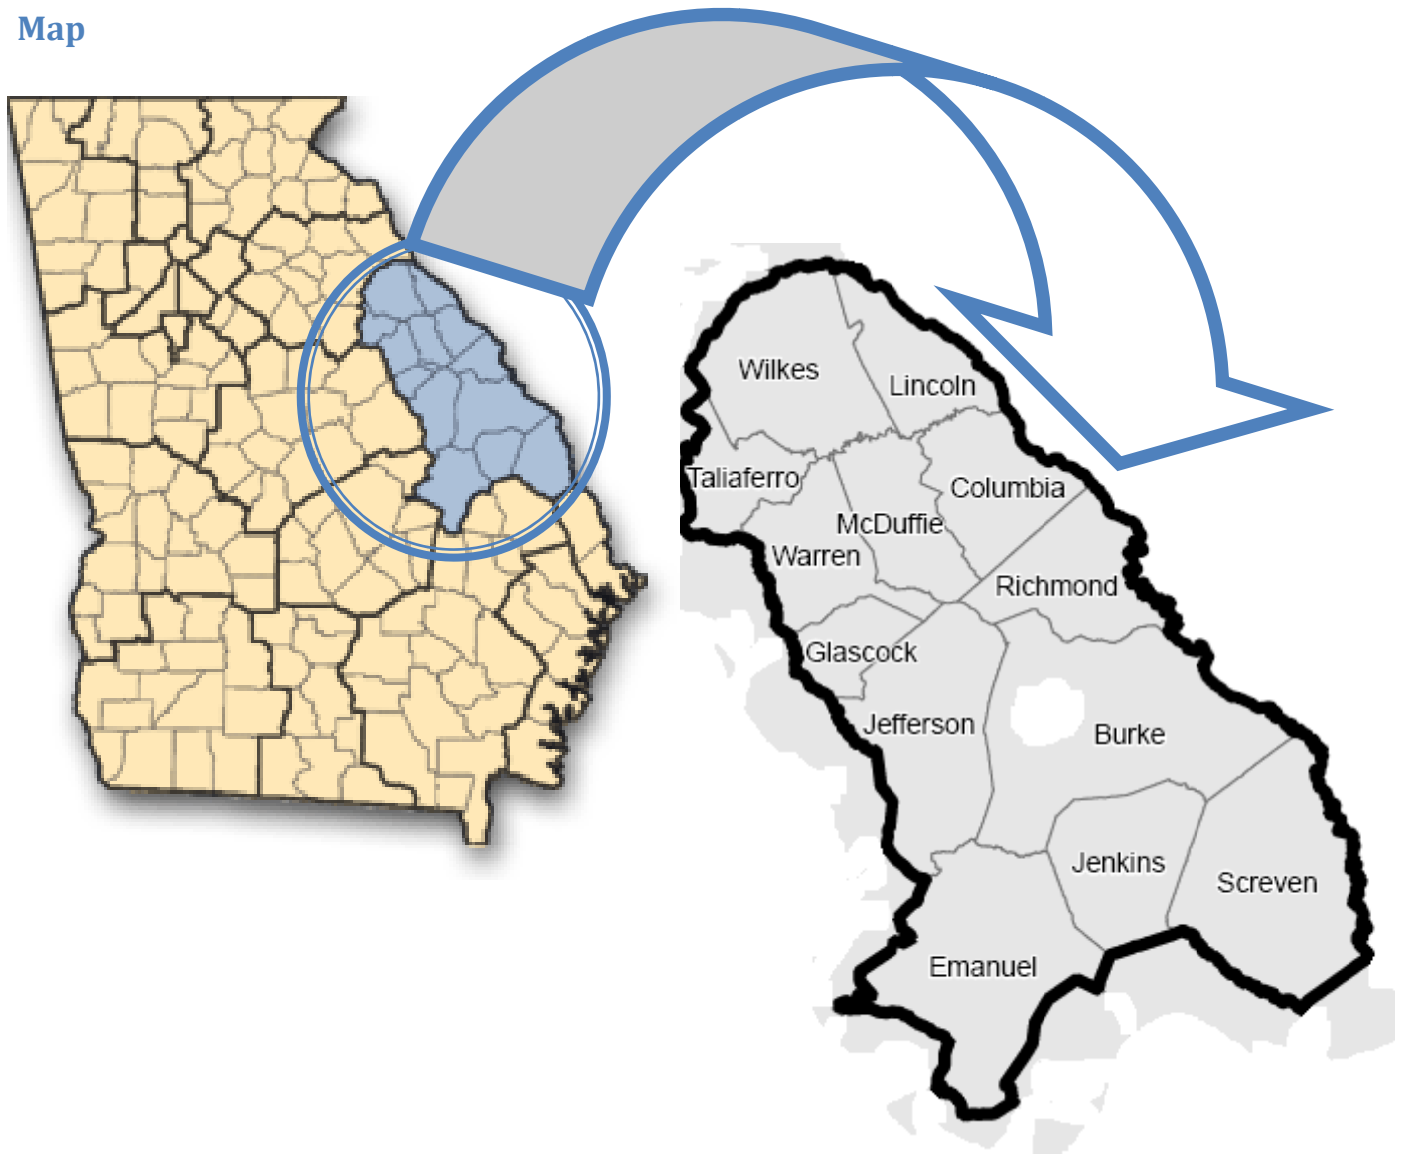 Map
Wilkes
Lincoln
Taliaferro
Columbia
McDuffie
Warren
Richmond
Glascock
Jefferson
Burke
Jenkins
Screven
Emanuel